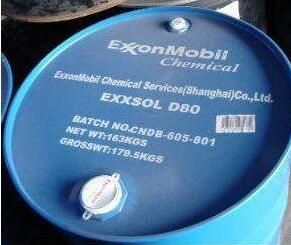 ExxonMobil
Chemical
ExxonMobil Chemical Services(Shanghai)Co.,Ltd.
EXXSOL D80
BATCH NO.CNDB-605-801
NET WT:163KGS
GROSSWT:179.5KGS